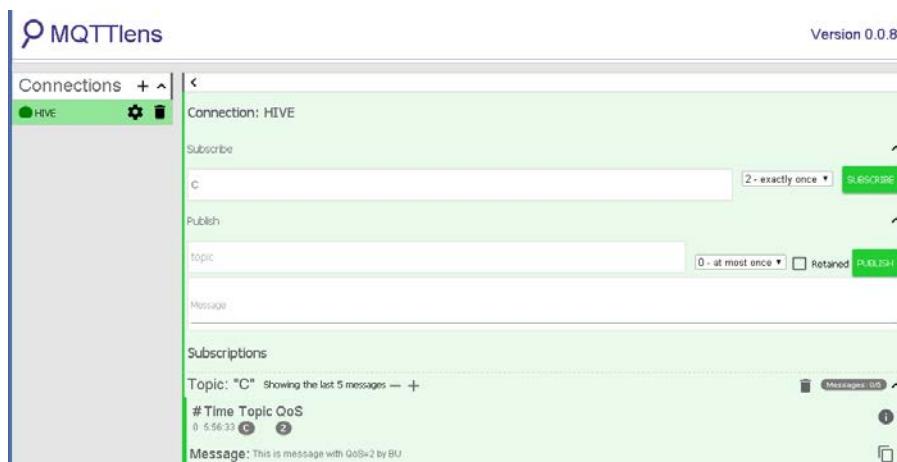 MQTTlens
Version 0.0.8
Connections + ^
<
HIVE
Connection: HIVE
Subscribe
C
2 - exactly once ▾ SUBSCRIBE
Publish
topic
0 - at most once ▾ Retained PUBLISH
Message
Subscriptions
Topic: "C" Showing the last 5 messages — + Messages: 0/5
# Time Topic QoS
0 5:56:33 C 2
Message: This is message with QoS=2 by BU